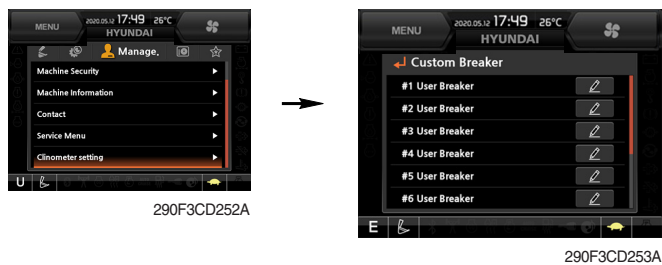 MENU
2020.05.12 17:49 26°C
HYUNDAI
Manage.
Machine Security
Machine Information
Contact
Service Menu
Clinometer setting
U
290F3CD252A
MENU
2020.05.12 17:49 26°C
HYUNDAI
Custom Breaker
#1 User Breaker
#2 User Breaker
#3 User Breaker
#4 User Breaker
#5 User Breaker
#6 User Breaker
E
290F3CD253A